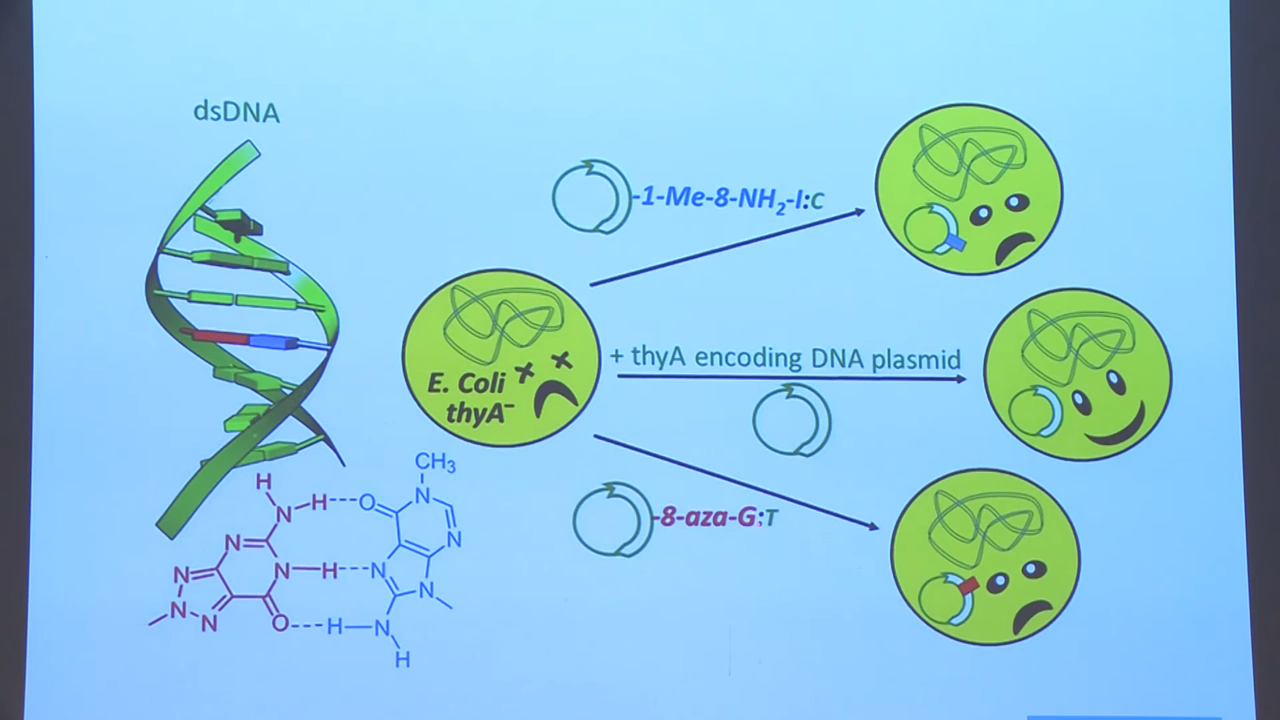 dsDNA
-1-Me-8-NH₂-I:C
+ thyA encoding DNA plasmid
E. Coli
thyA⁻
-8-aza-G:T
CH₃
H
H
N
O
N
N
N
N
N
H
N
N
N
N
N
O
H
N
H